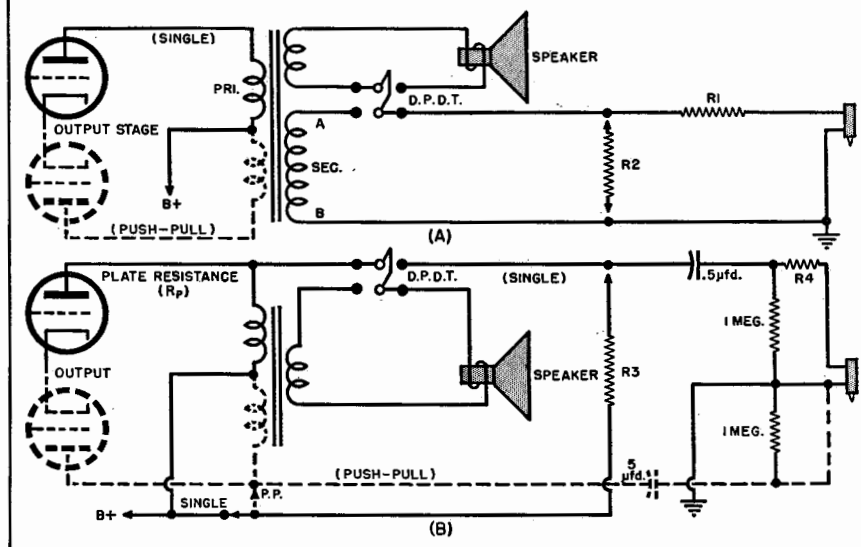 (SINGLE)
SPEAKER
PRI.
D.P.D.T.
R1
A
OUTPUT STAGE
SEC.
R2
B+
B
(PUSH-PULL)
(A)
D.P.D.T.
PLATE RESISTANCE
(Rp)
(SINGLE)
.5µfd.
R4
1 MEG.
OUTPUT
SPEAKER
R3
1 MEG.
(PUSH-PULL)
.5
µfd.
P.P.
SINGLE
B+
(B)